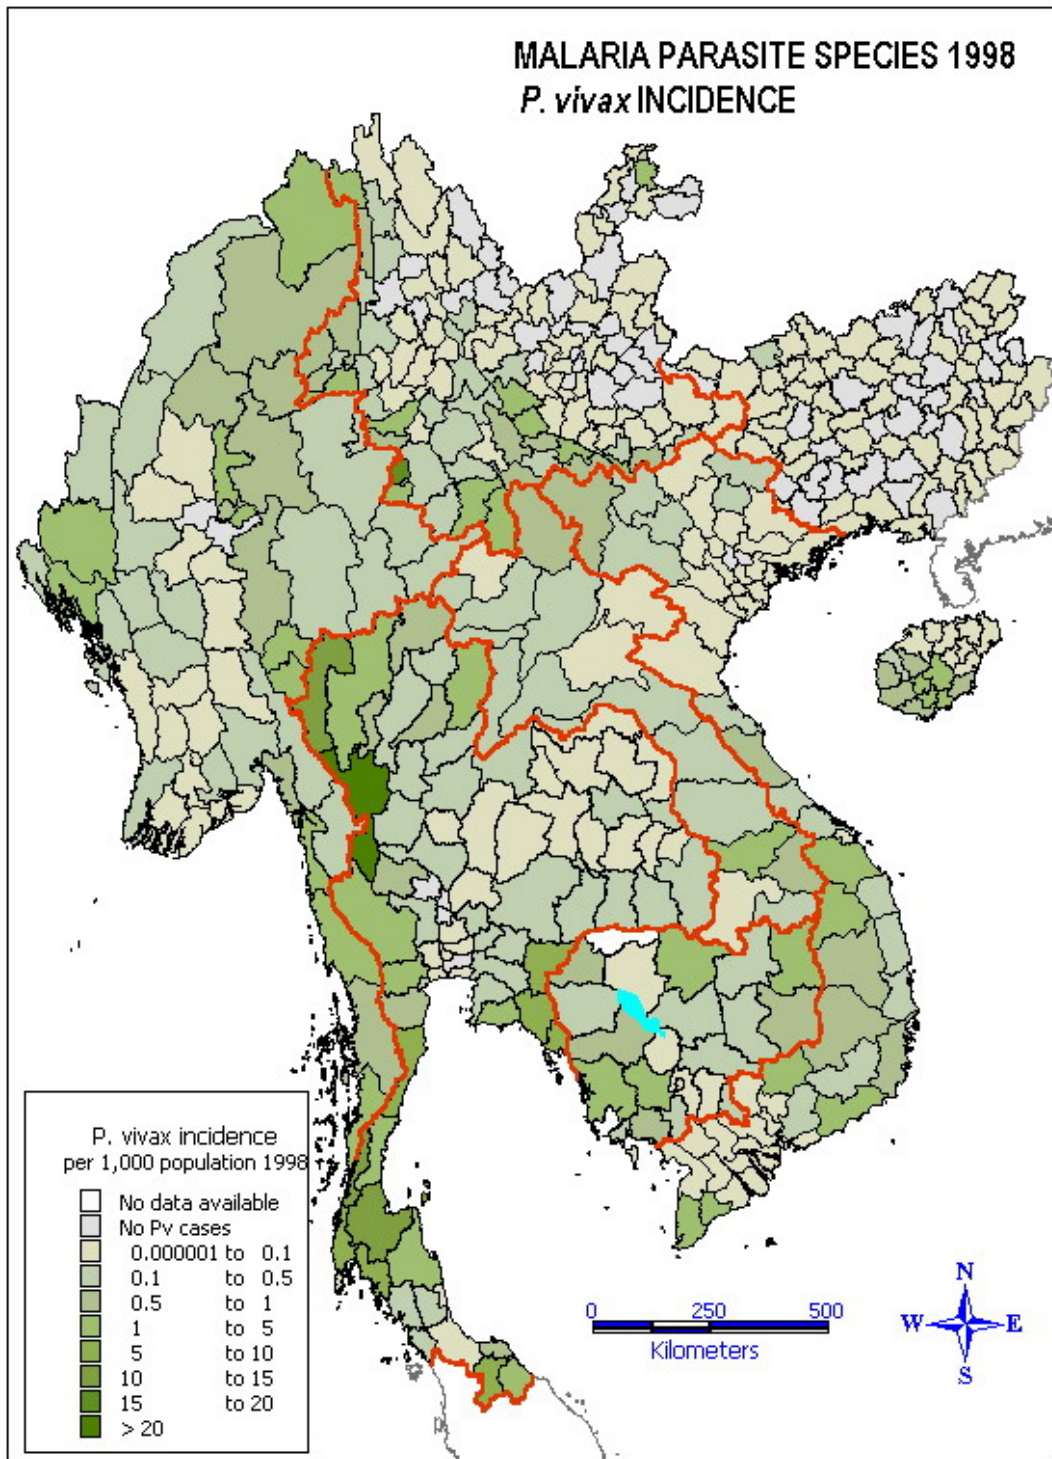 MALARIA PARASITE SPECIES 1998
P. vivax INCIDENCE
P. vivax incidence
per 1,000 population 1998
No data available
No Pv cases
0.000001 to 0.1
0.1 to 0.5
0.5 to 1
1 to 5
5 to 10
10 to 15
15 to 20
> 20
0 250 500
Kilometers
N
W E
S